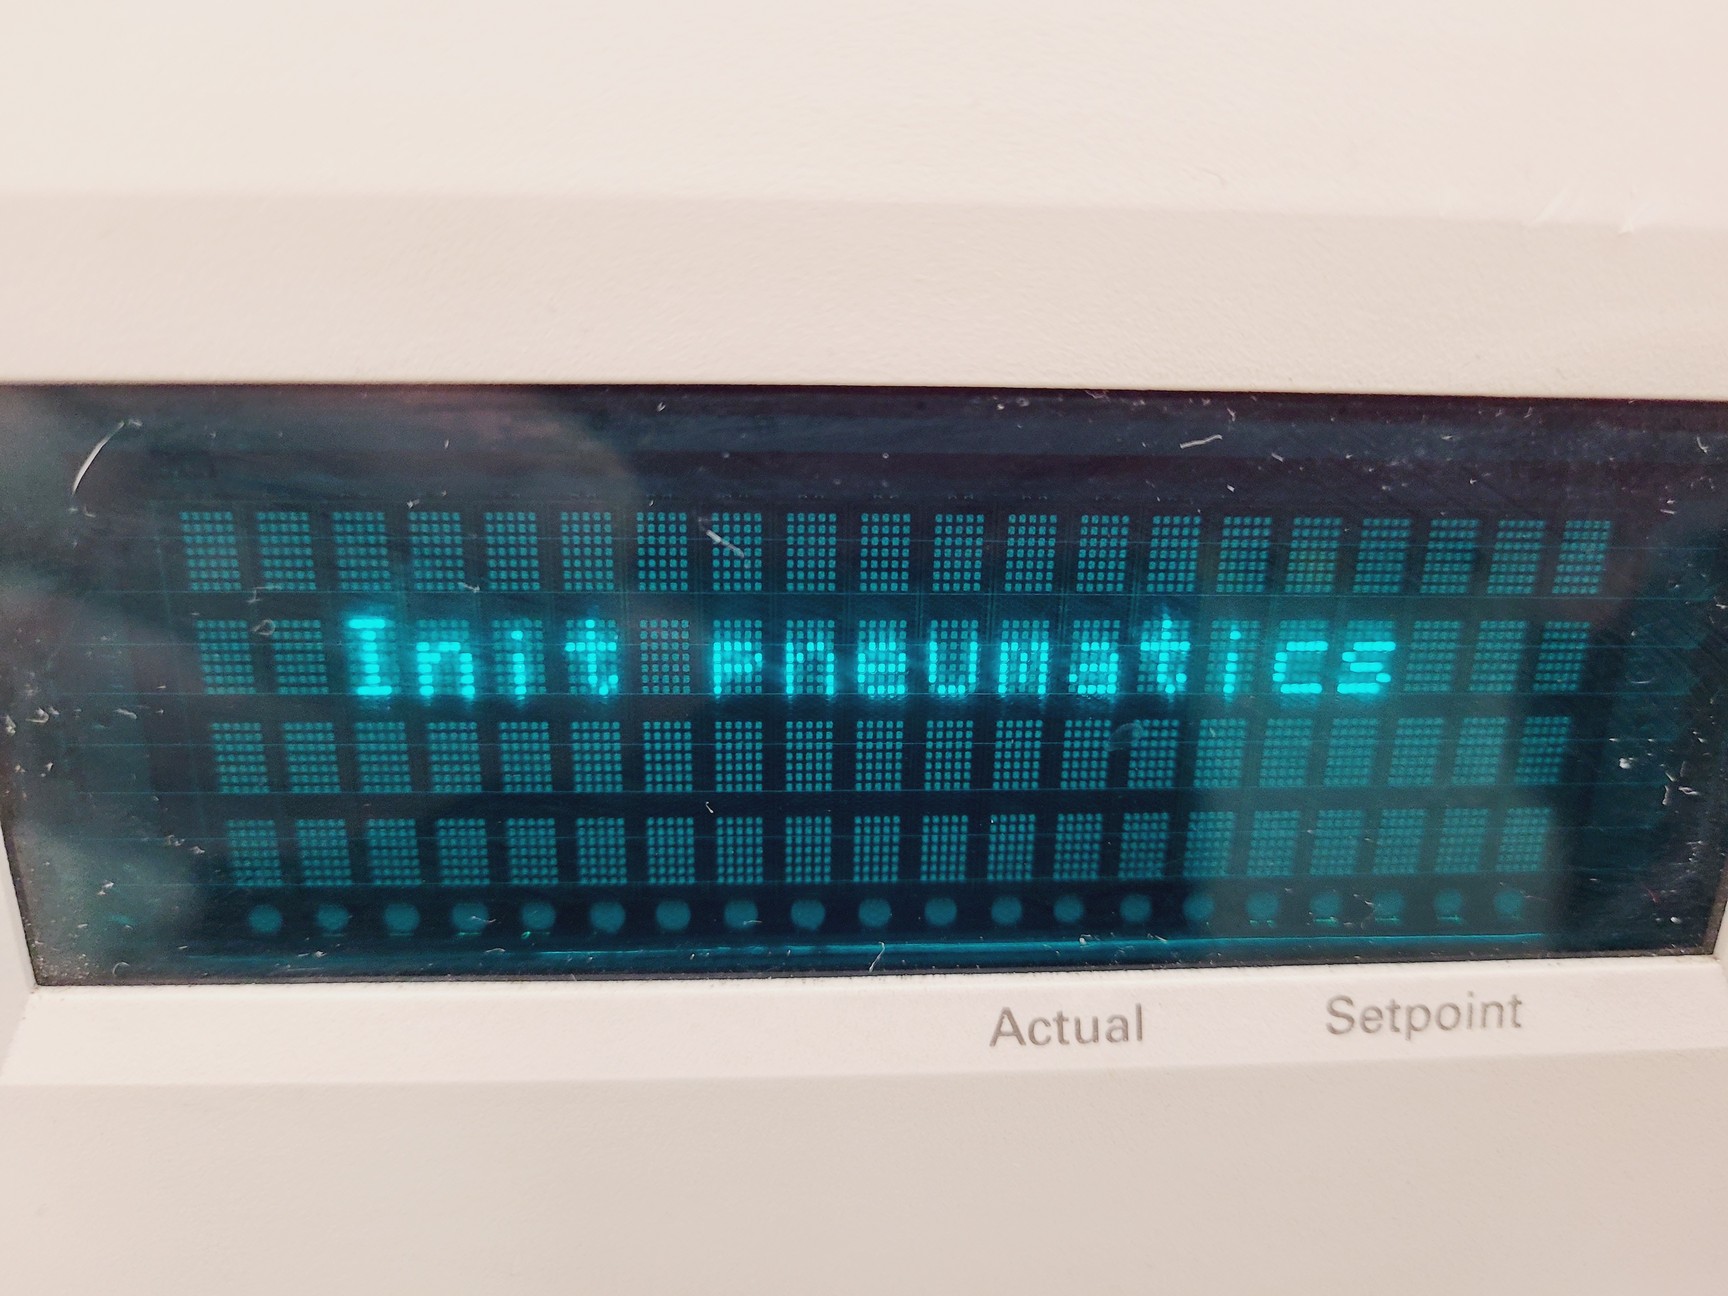 Init pneumatics
Actual Setpoint